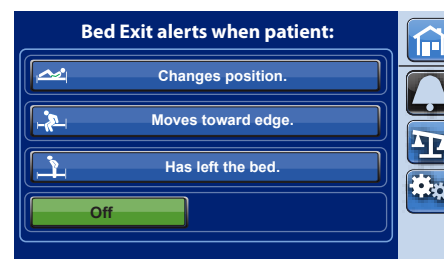 Bed Exit alerts when patient:
Changes position.
Moves toward edge.
Has left the bed.
Off